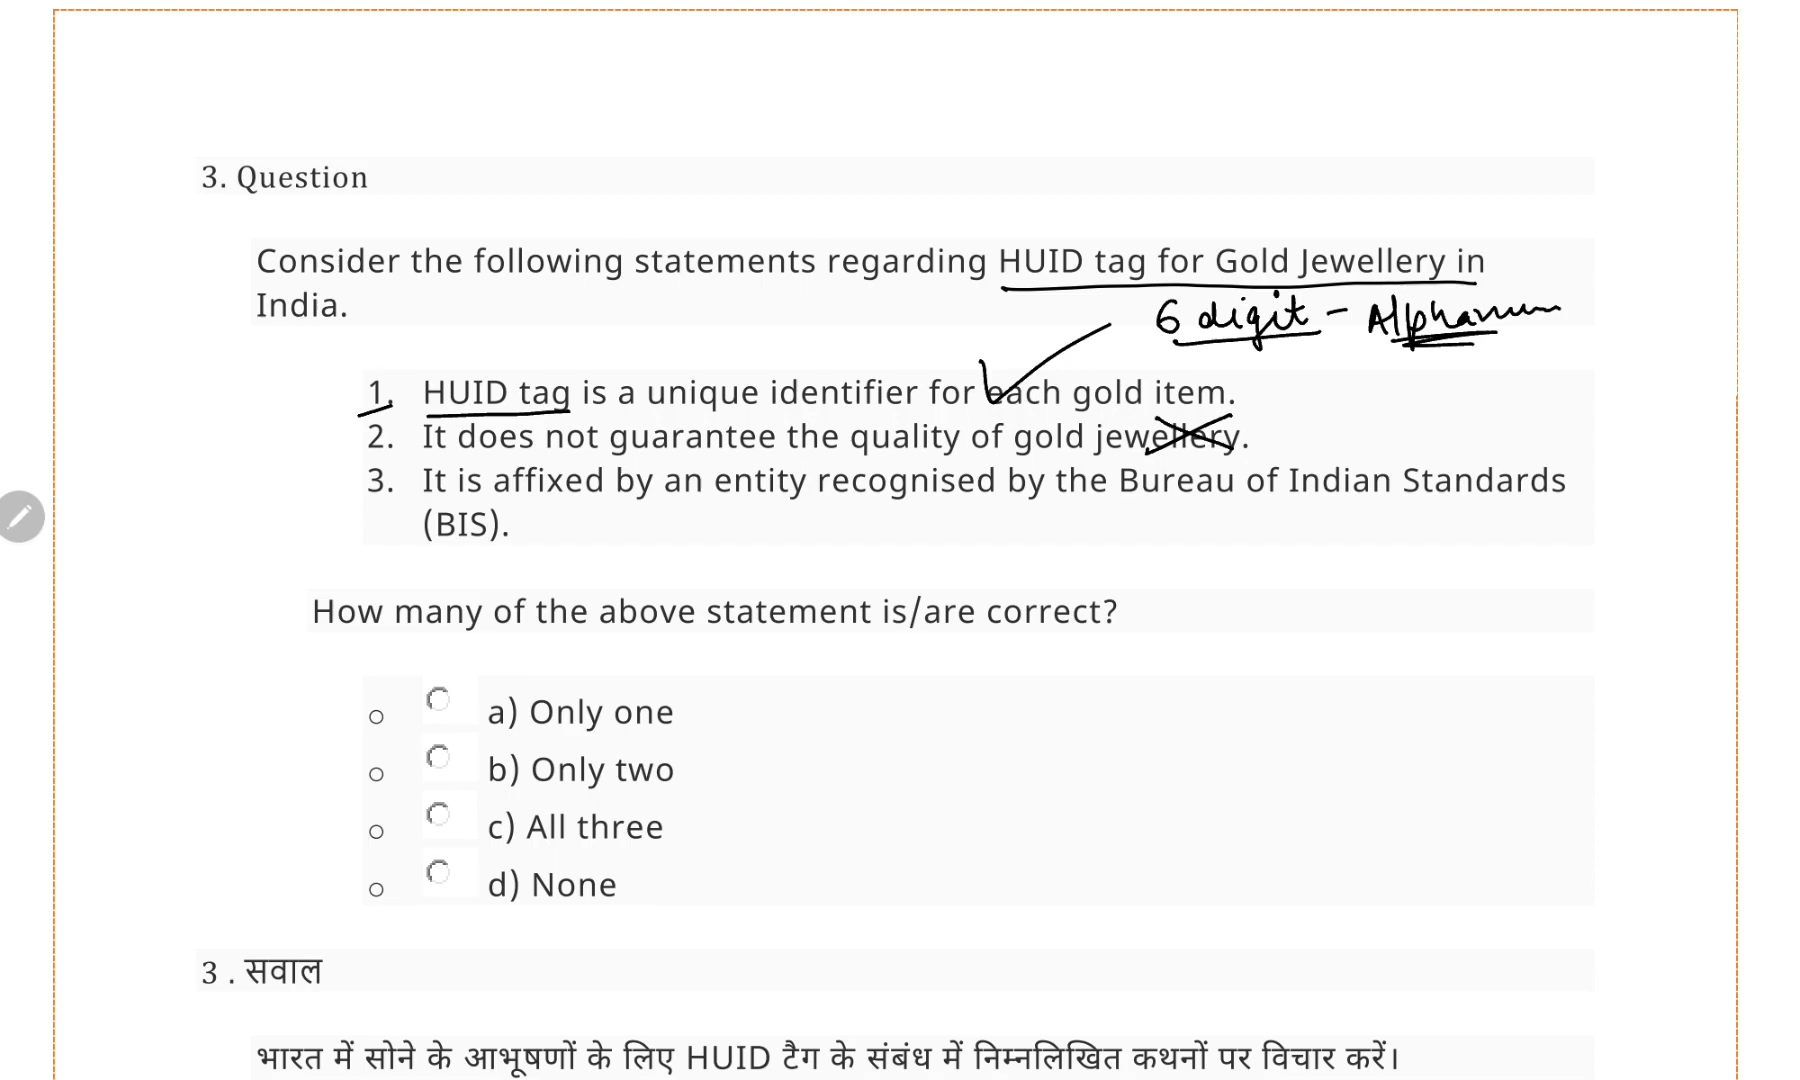 3. Question
Consider the following statements regarding HUID tag for Gold Jewellery in
India.
6 digit - Alphanum
1. HUID tag is a unique identifier for each gold item.
2. It does not guarantee the quality of gold jewellery.
3. It is affixed by an entity recognised by the Bureau of Indian Standards
(BIS).
How many of the above statement is/are correct?
a) Only one
b) Only two
c) All three
d) None
3 . सवाल
भारत में सोने के आभूषणों के लिए HUID टैग के संबंध में निम्नलिखित कथनों पर विचार करें।